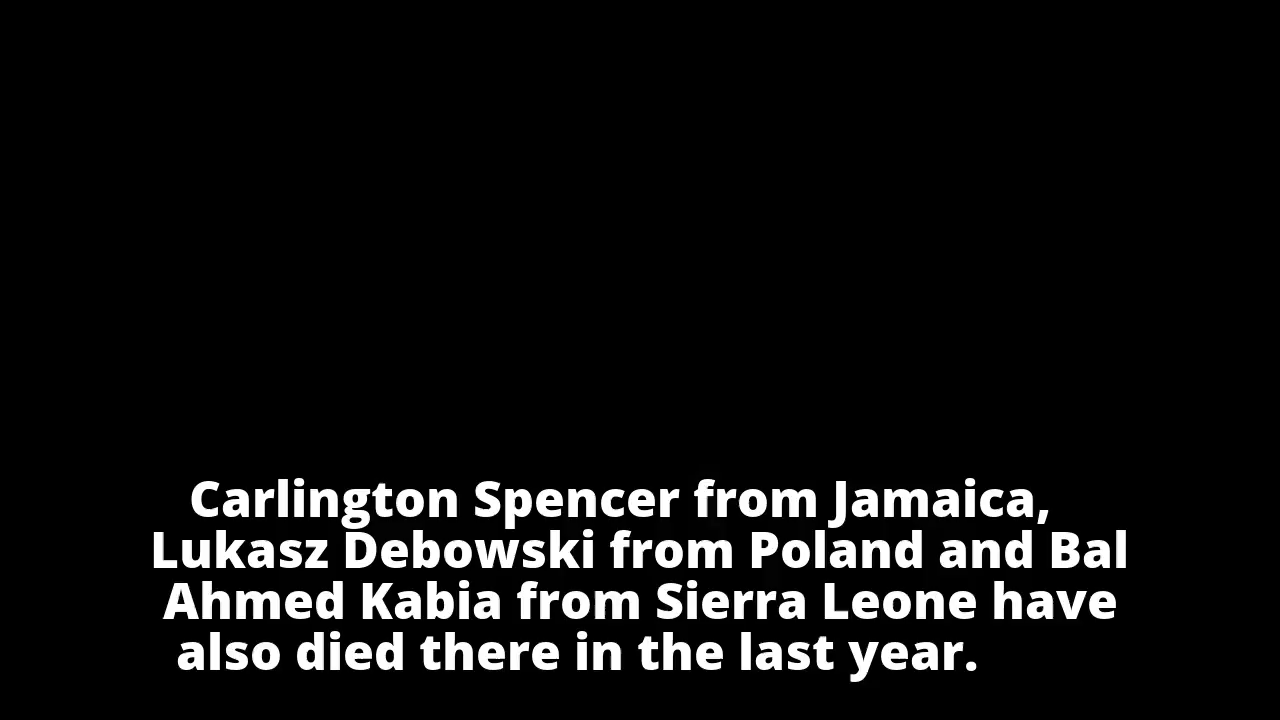 Carlington Spencer from Jamaica,
Lukasz Debowski from Poland and Bal
Ahmed Kabia from Sierra Leone have
also died there in the last year.